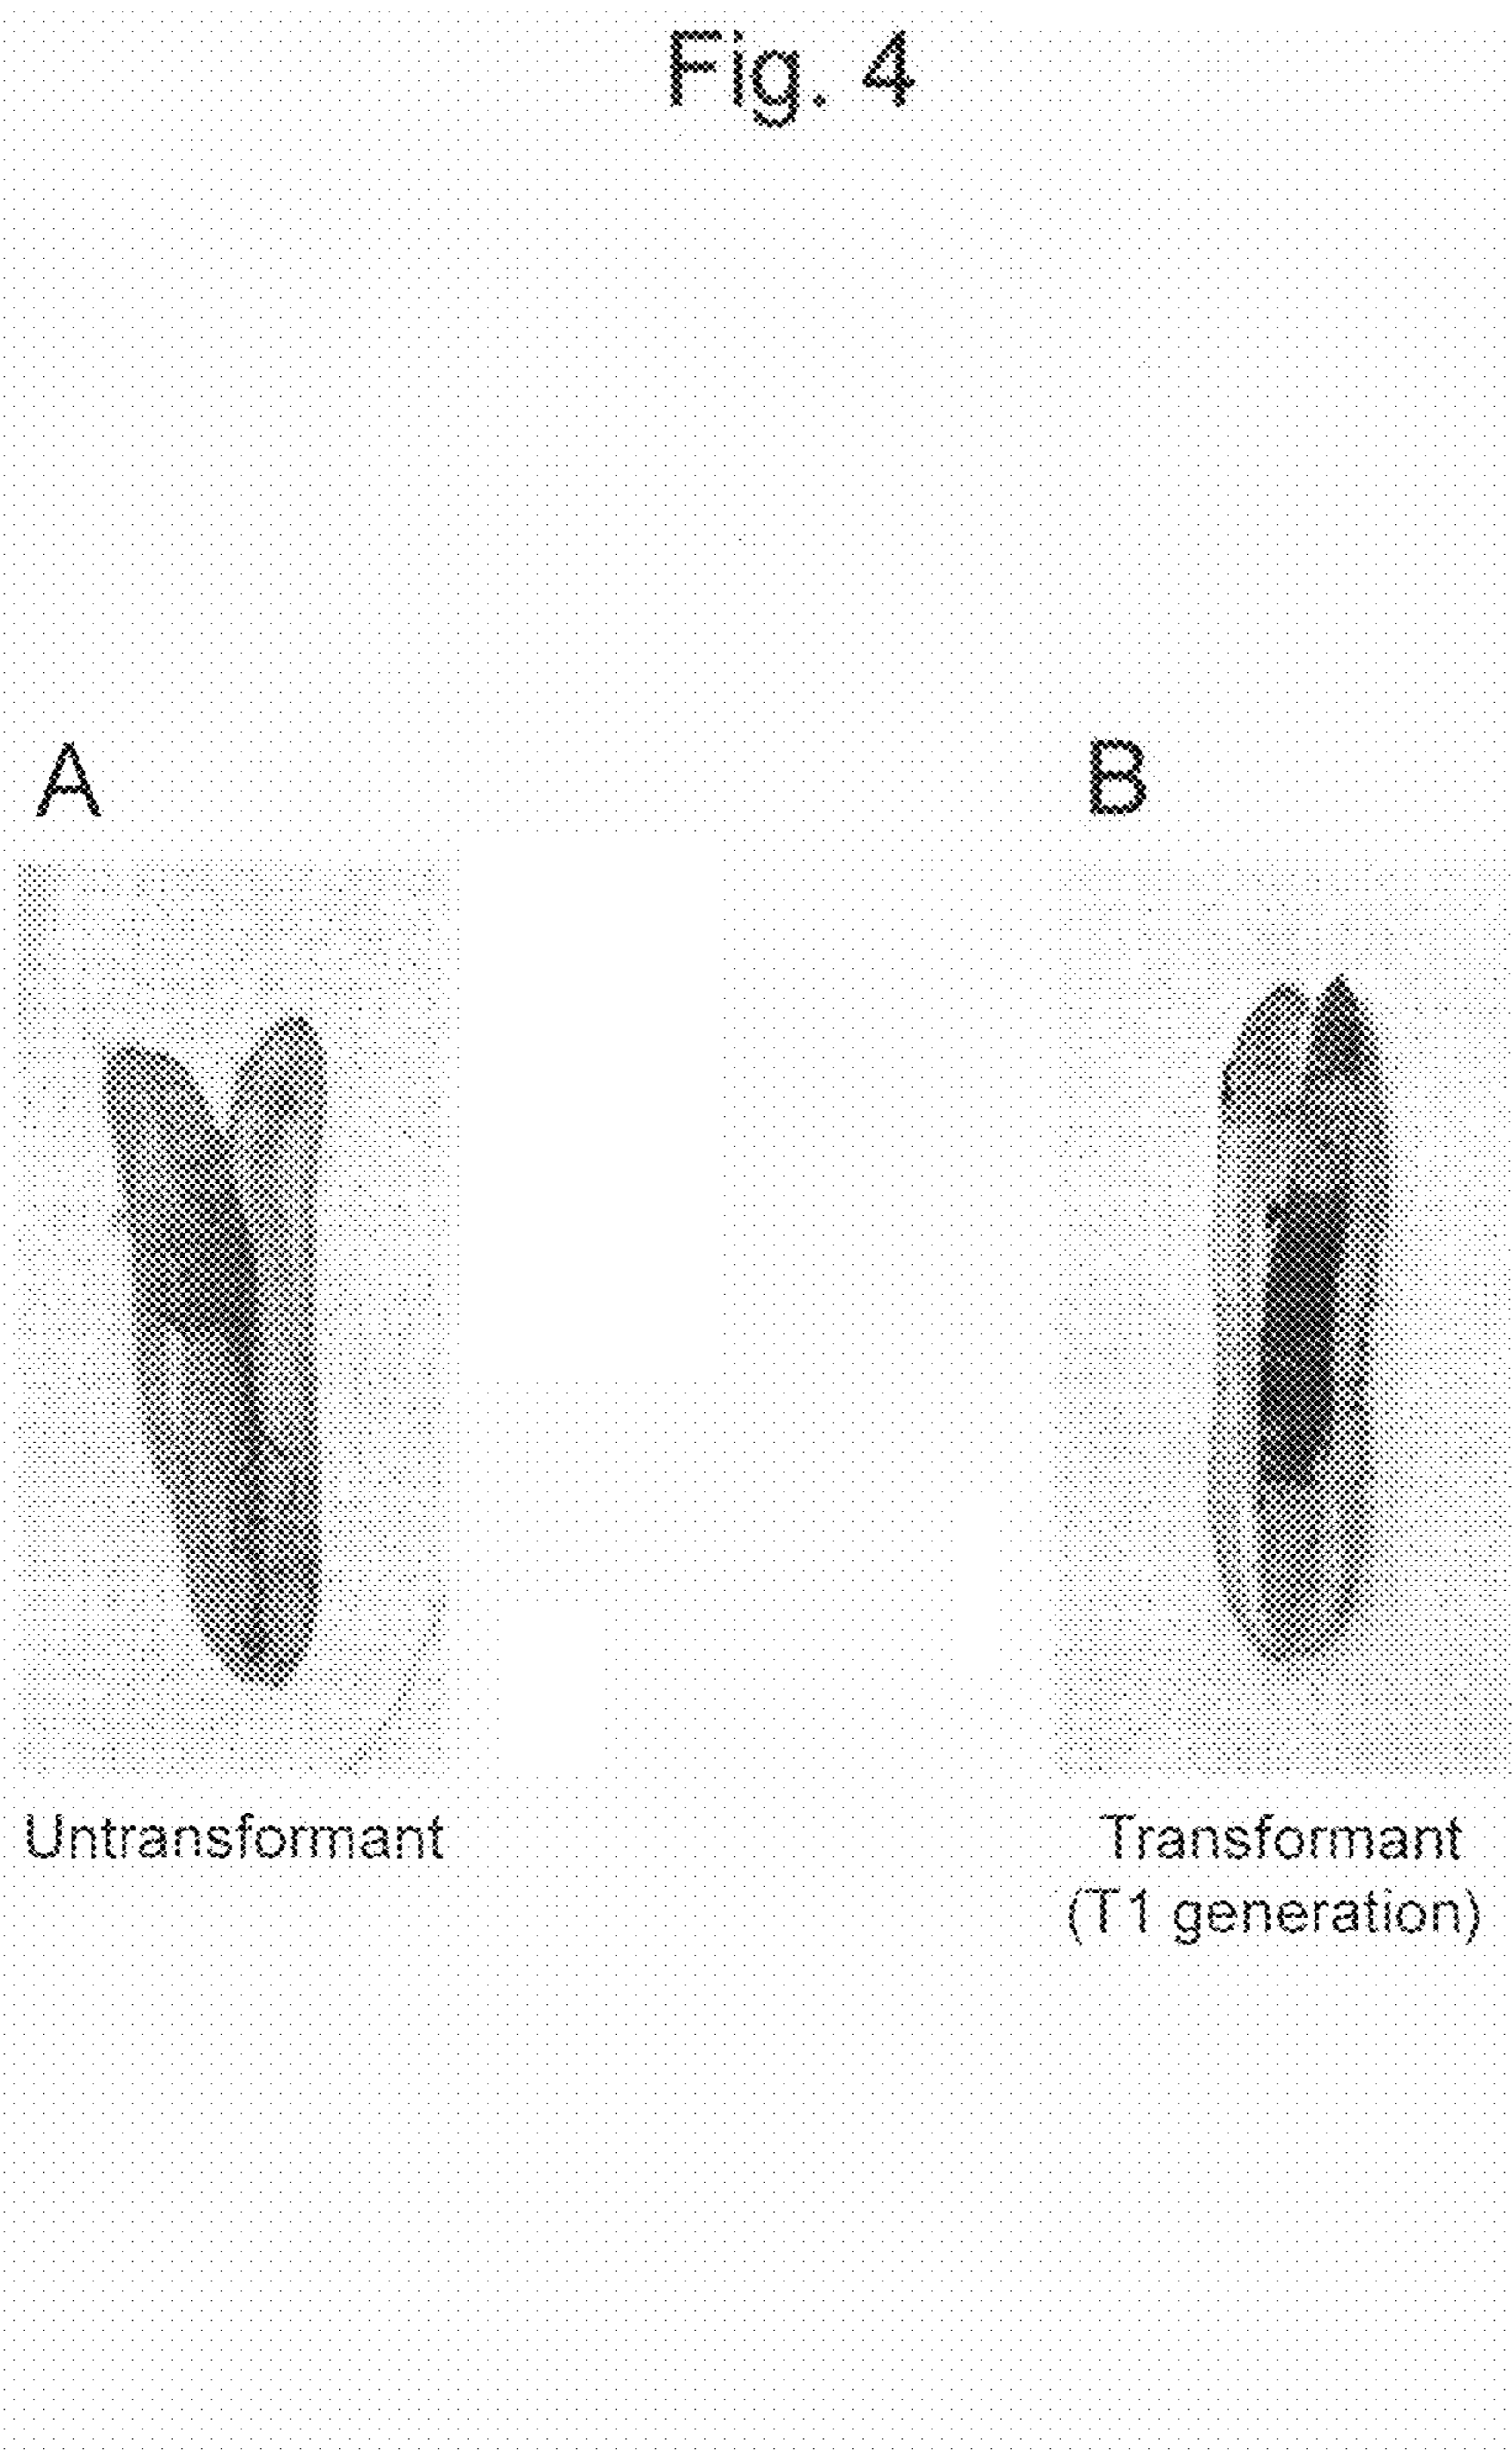 Fig. 4
A
B
Untransformant
Transformant
(T1 generation)